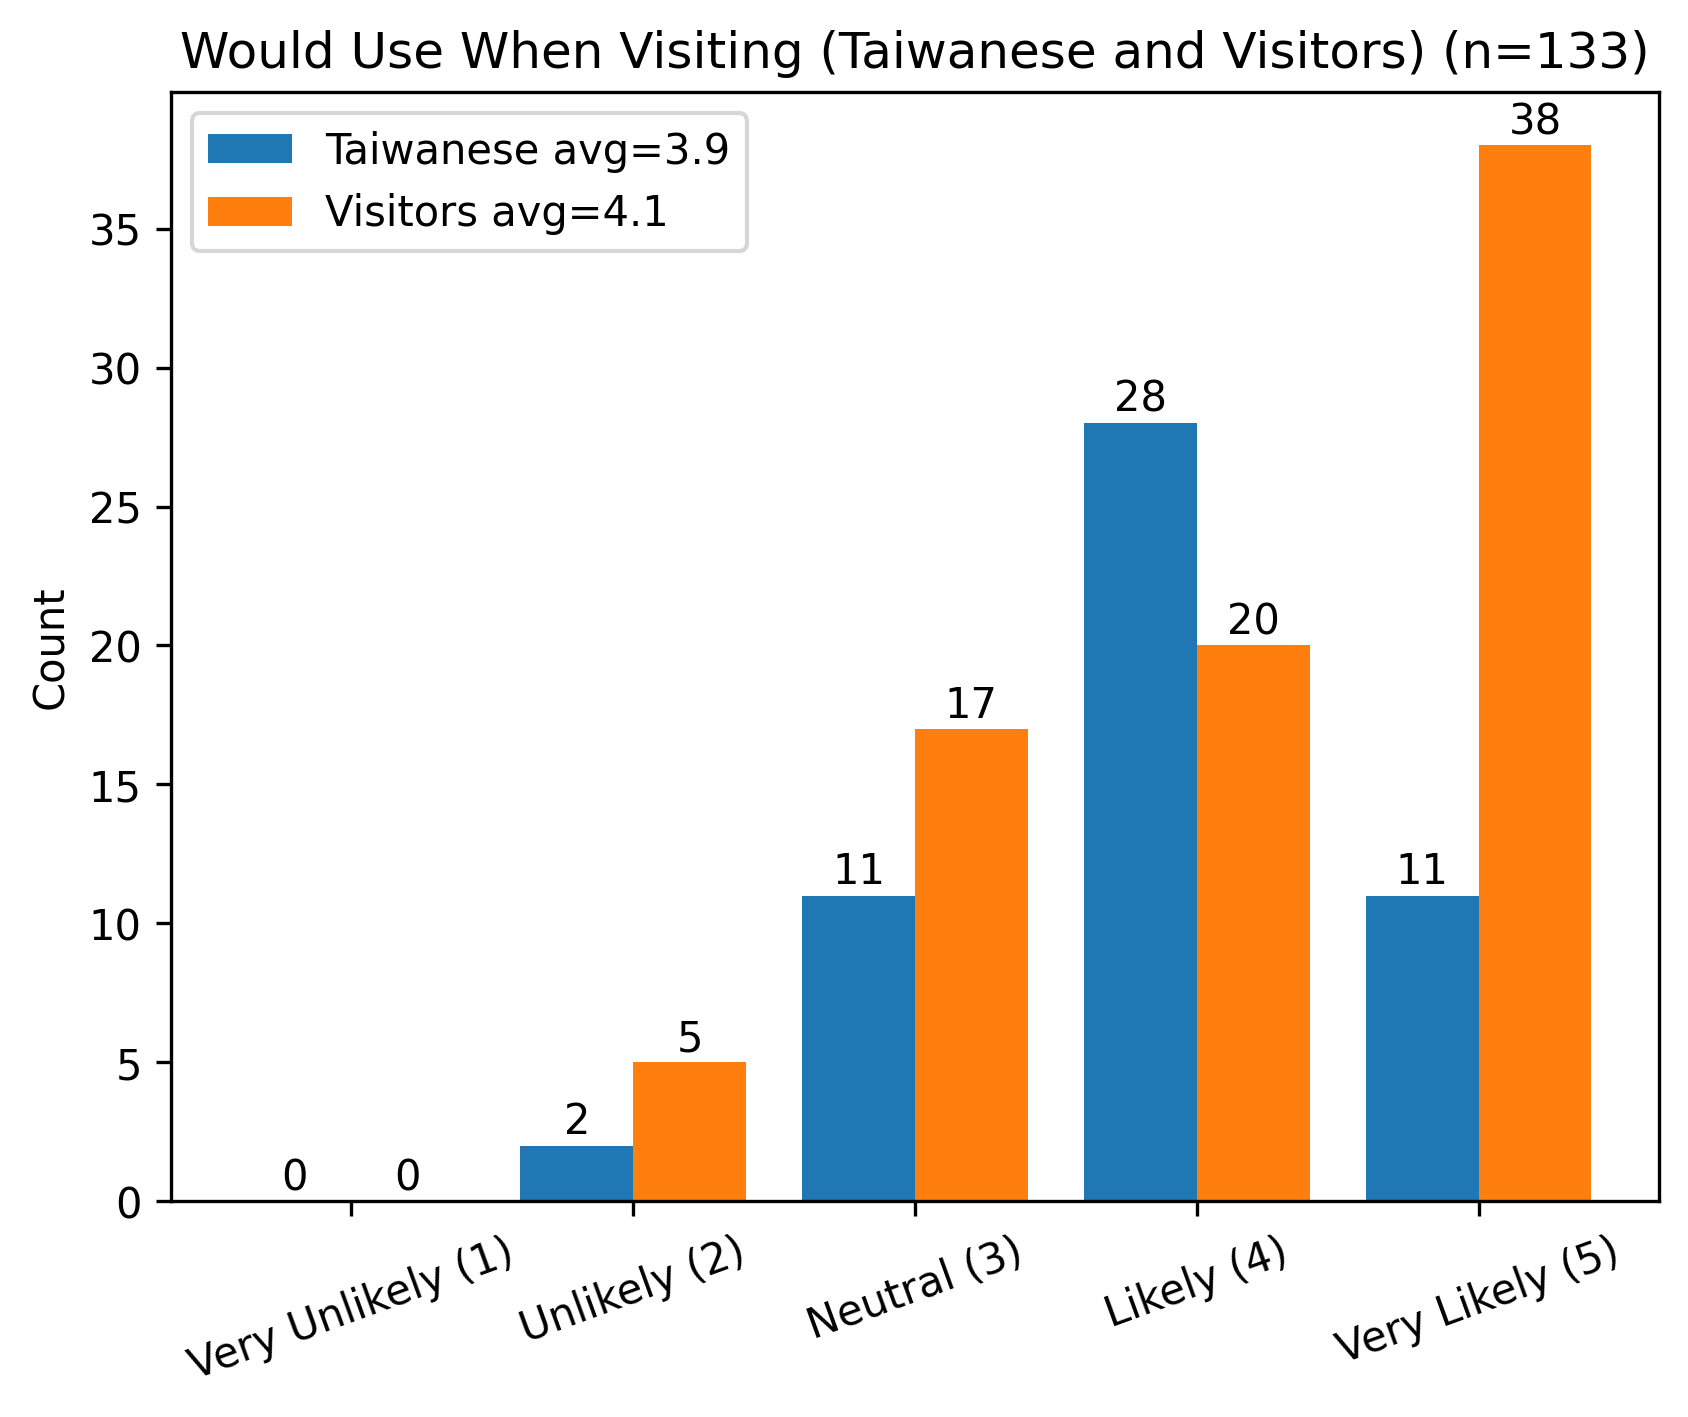 Would Use When Visiting (Taiwanese and Visitors) (n=133)
Taiwanese avg=3.9
Visitors avg=4.1
Count
35
30
25
20
15
10
5
0
0
0
2
5
11
17
28
20
11
38
Very Unlikely (1)
Unlikely (2)
Neutral (3)
Likely (4)
Very Likely (5)